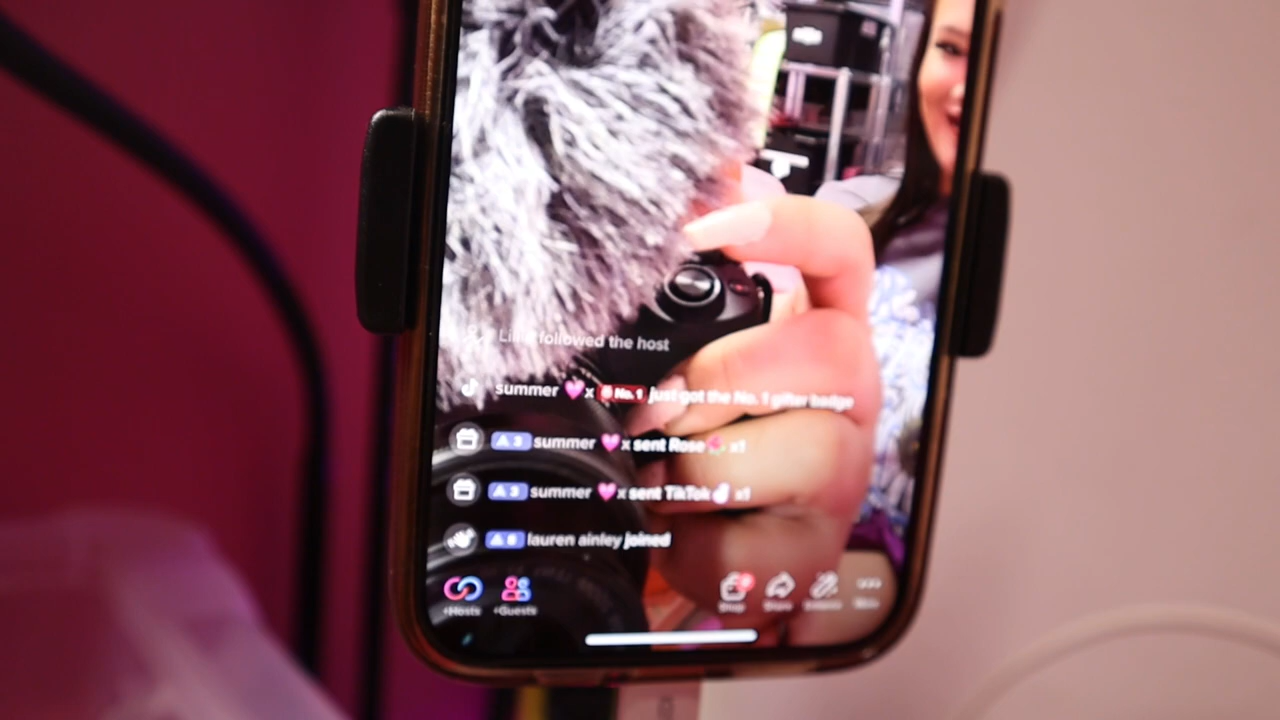 followed the host
summer 💗x No. 1 just got the No. 1 gifter badge
3 summer 💗x sent Rose🌹 x1
3 summer 💗x sent TikTok x1
lauren ainley joined
+Hosts +Guests Shop Share More